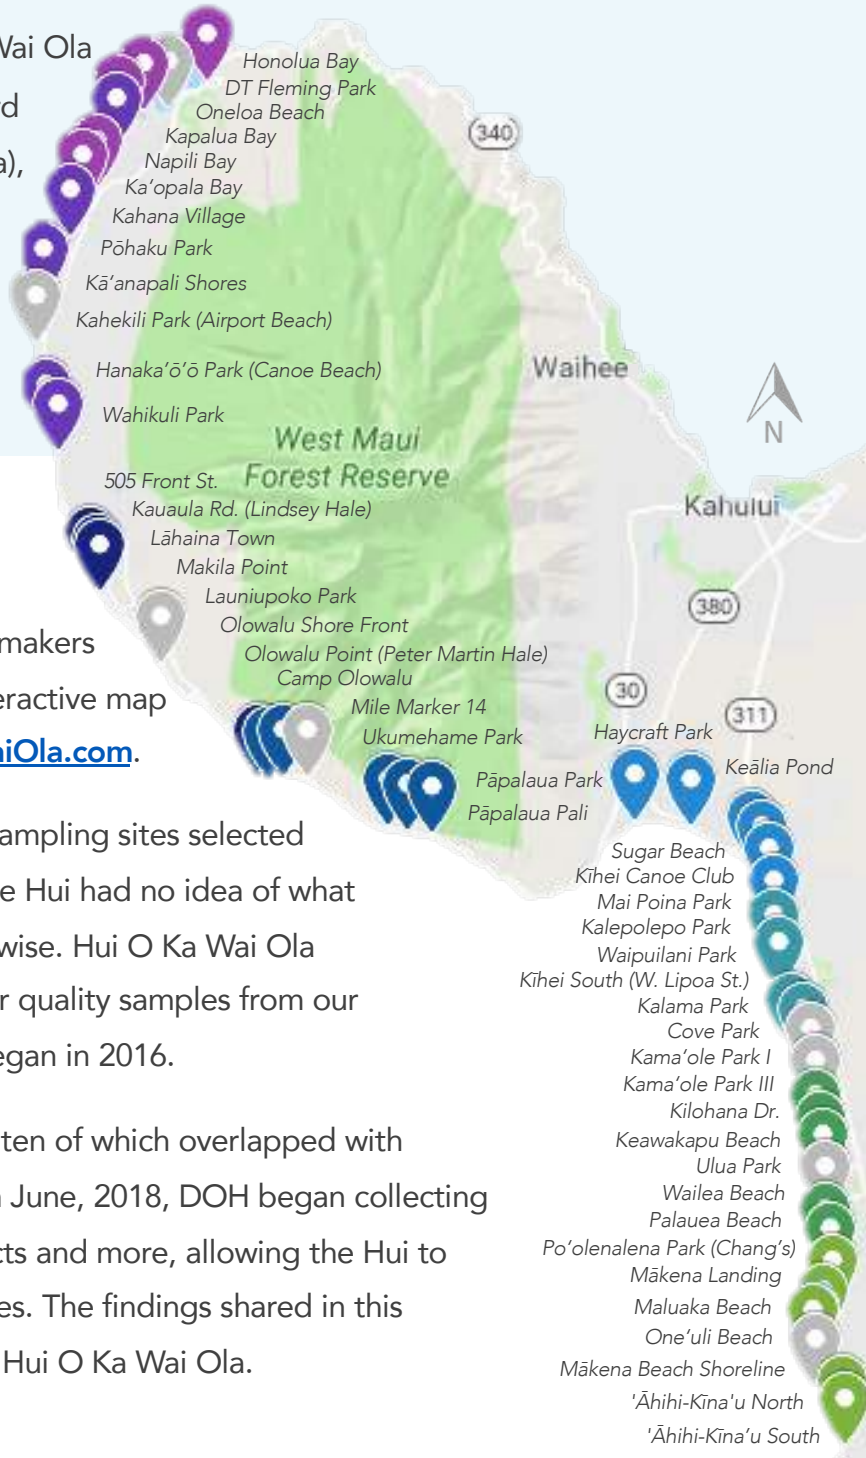 Wai Ola
Honolua Bay
DT Fleming Park
Oneloa Beach
Kapalua Bay
a),
Napili Bay
Ka‘opala Bay
Kahana Village
Pōhaku Park
Kā‘anapali Shores
Kahekili Park (Airport Beach)
Hanaka‘ō‘ō Park (Canoe Beach)
Wahikuli Park
340
Waihee
N
West Maui
Forest Reserve
Kahului
505 Front St.
Kauaula Rd. (Lindsey Hale)
Lāhaina Town
Makila Point
Launiupoko Park
Olowalu Shore Front
Olowalu Point (Peter Martin Hale)
Camp Olowalu
Mile Marker 14
Ukumehame Park
Pāpalaua Park
Pāpalaua Pali
380
30
311
Haycraft Park
Keālia Pond
makers
eractive map
aiOla.com.
ampling sites selected
e Hui had no idea of what
wise. Hui O Ka Wai Ola
r quality samples from our
egan in 2016.
ten of which overlapped with
n June, 2018, DOH began collecting
cts and more, allowing the Hui to
es. The findings shared in this
Hui O Ka Wai Ola.
Sugar Beach
Kīhei Canoe Club
Mai Poina Park
Kalepolepo Park
Waipuilani Park
Kīhei South (W. Lipoa St.)
Kalama Park
Cove Park
Kama‘ole Park I
Kama‘ole Park III
Kilohana Dr.
Keawakapu Beach
Ulua Park
Wailea Beach
Palauea Beach
Po‘olenalena Park (Chang's)
Mākena Landing
Maluaka Beach
One‘uli Beach
Mākena Beach Shoreline
'Āhihi-Kīna'u North
'Āhihi-Kīna‘u South